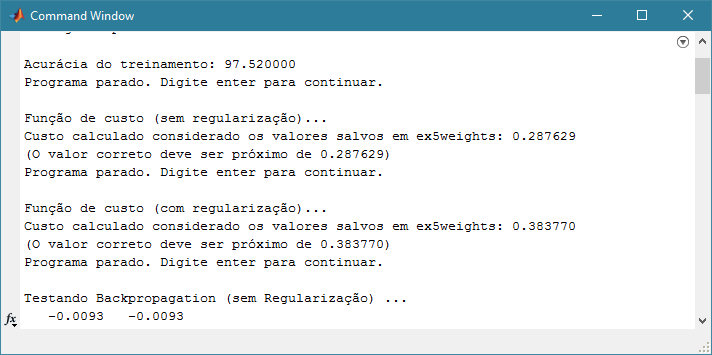 Command Window
Acurácia do treinamento: 97.520000
Programa parado. Digite enter para continuar.
Função de custo (sem regularização)...
Custo calculado considerado os valores salvos em ex5weights: 0.287629
(O valor correto deve ser próximo de 0.287629)
Programa parado. Digite enter para continuar.
Função de custo (com regularização)...
Custo calculado considerado os valores salvos em ex5weights: 0.383770
(O valor correto deve ser próximo de 0.383770)
Programa parado. Digite enter para continuar.
Testando Backpropagation (sem Regularização) ...
fx -0.0093 -0.0093